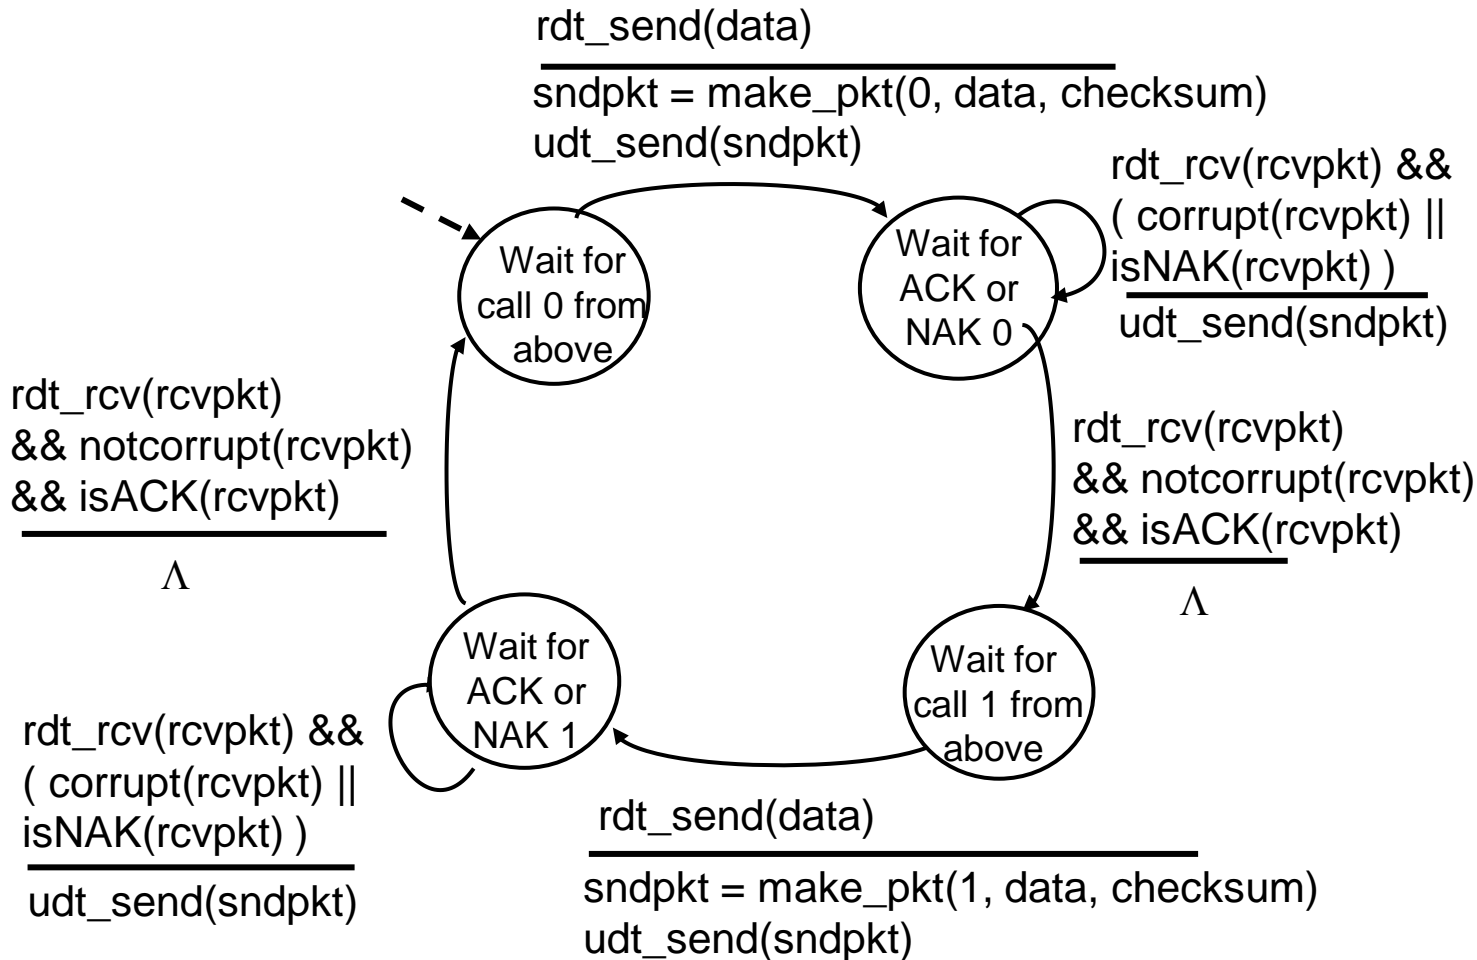 rdt_send(data)
sndpkt = make_pkt(0, data, checksum)
udt_send(sndpkt)
rdt_rcv(rcvpkt) &&
( corrupt(rcvpkt) ||
isNAK(rcvpkt) )
udt_send(sndpkt)
Wait for
call 0 from
above
Wait for
ACK or
NAK 0
rdt_rcv(rcvpkt)
&& notcorrupt(rcvpkt)
&& isACK(rcvpkt)
Λ
rdt_rcv(rcvpkt)
&& notcorrupt(rcvpkt)
&& isACK(rcvpkt)
Λ
Wait for
ACK or
NAK 1
Wait for
call 1 from
above
rdt_rcv(rcvpkt) &&
( corrupt(rcvpkt) ||
isNAK(rcvpkt) )
udt_send(sndpkt)
rdt_send(data)
sndpkt = make_pkt(1, data, checksum)
udt_send(sndpkt)